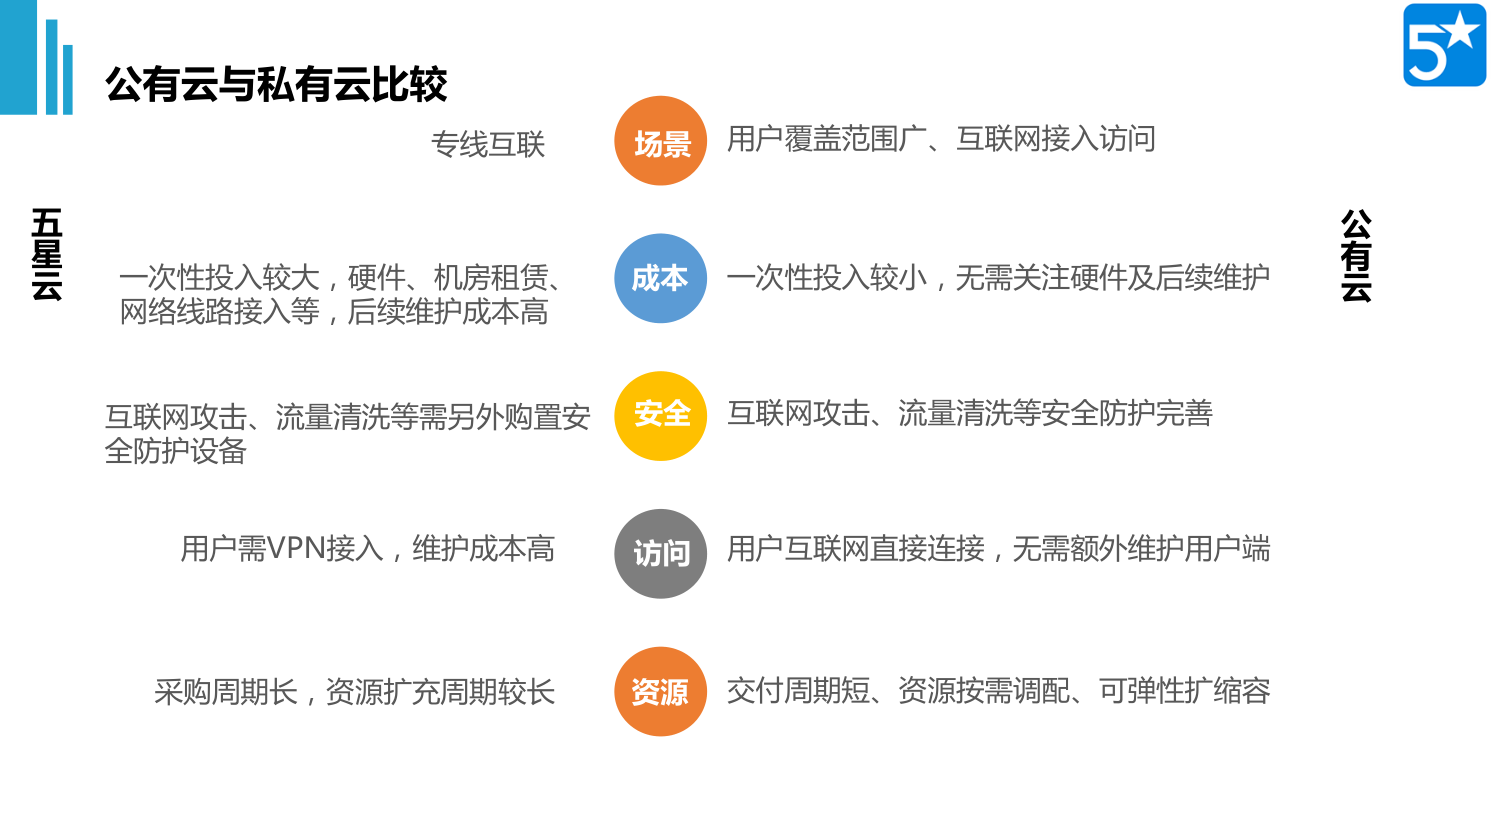 公有云与私有云比较
5
五星云
公有云
专线互联
场景
用户覆盖范围广、互联网接入访问
一次性投入较大，硬件、机房租赁、
网络线路接入等，后续维护成本高
成本
一次性投入较小，无需关注硬件及后续维护
互联网攻击、流量清洗等需另外购置安
全防护设备
安全
互联网攻击、流量清洗等安全防护完善
用户需VPN接入，维护成本高
访问
用户互联网直接连接，无需额外维护用户端
采购周期长，资源扩充周期较长
资源
交付周期短、资源按需调配、可弹性扩缩容